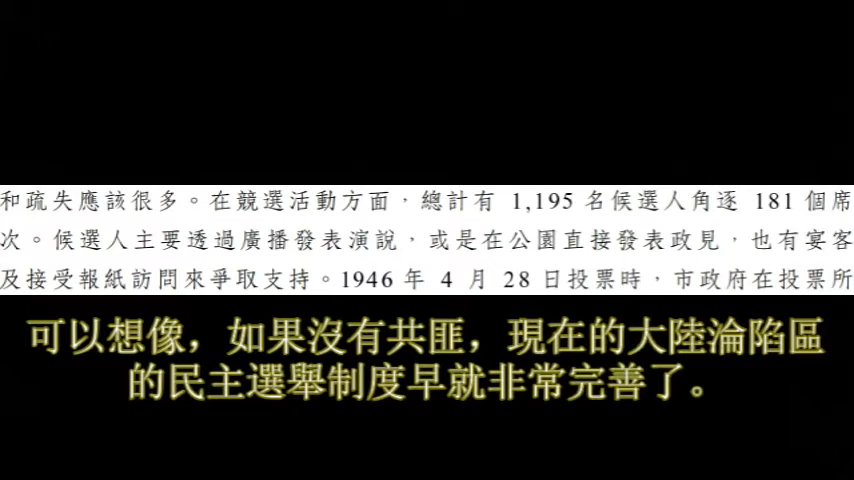 和疏失應該很多。在競選活動方面，總計有 1,195 名候選人角逐 181 個席
次。候選人主要透過廣播發表演說，或是在公園直接發表政見，也有宴客
及接受報紙訪問來爭取支持。1946 年 4 月 28 日投票時，市政府在投票所
可以想像，如果沒有共匪，現在的大陸淪陷區
的民主選舉制度早就非常完善了。